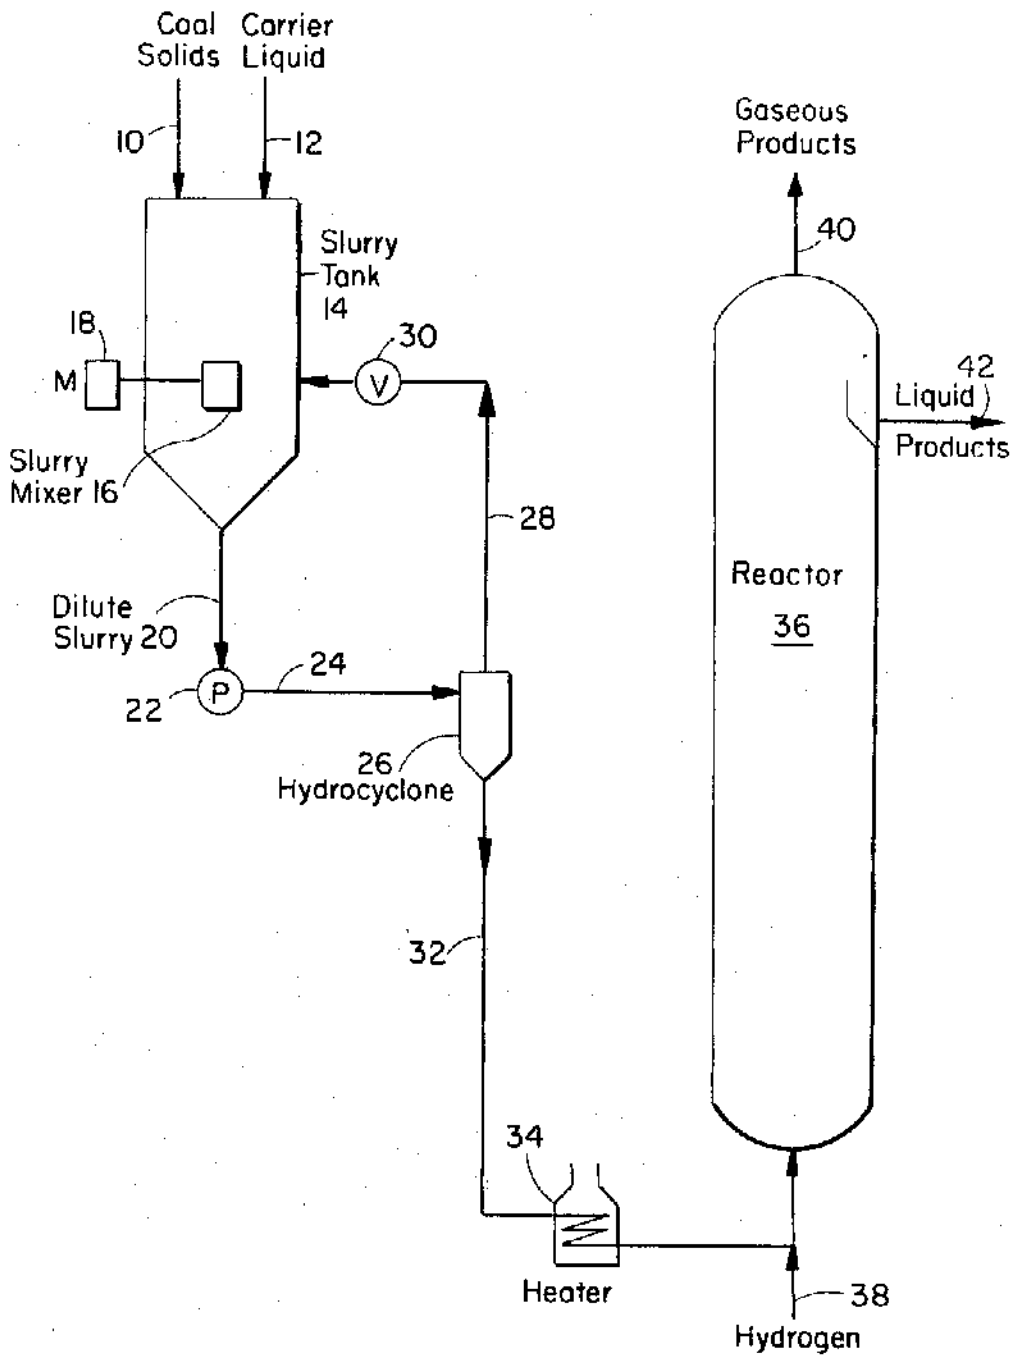 Coal
Solids
Carrier
Liquid
10
12
Slurry
Tank
14
18
M
Slurry
Mixer 16
30
V
28
Dilute
Slurry 20
22
P
24
26
Hydrocyclone
32
34
Heater
Gaseous
Products
40
42
Liquid
Products
Reactor
36
38
Hydrogen